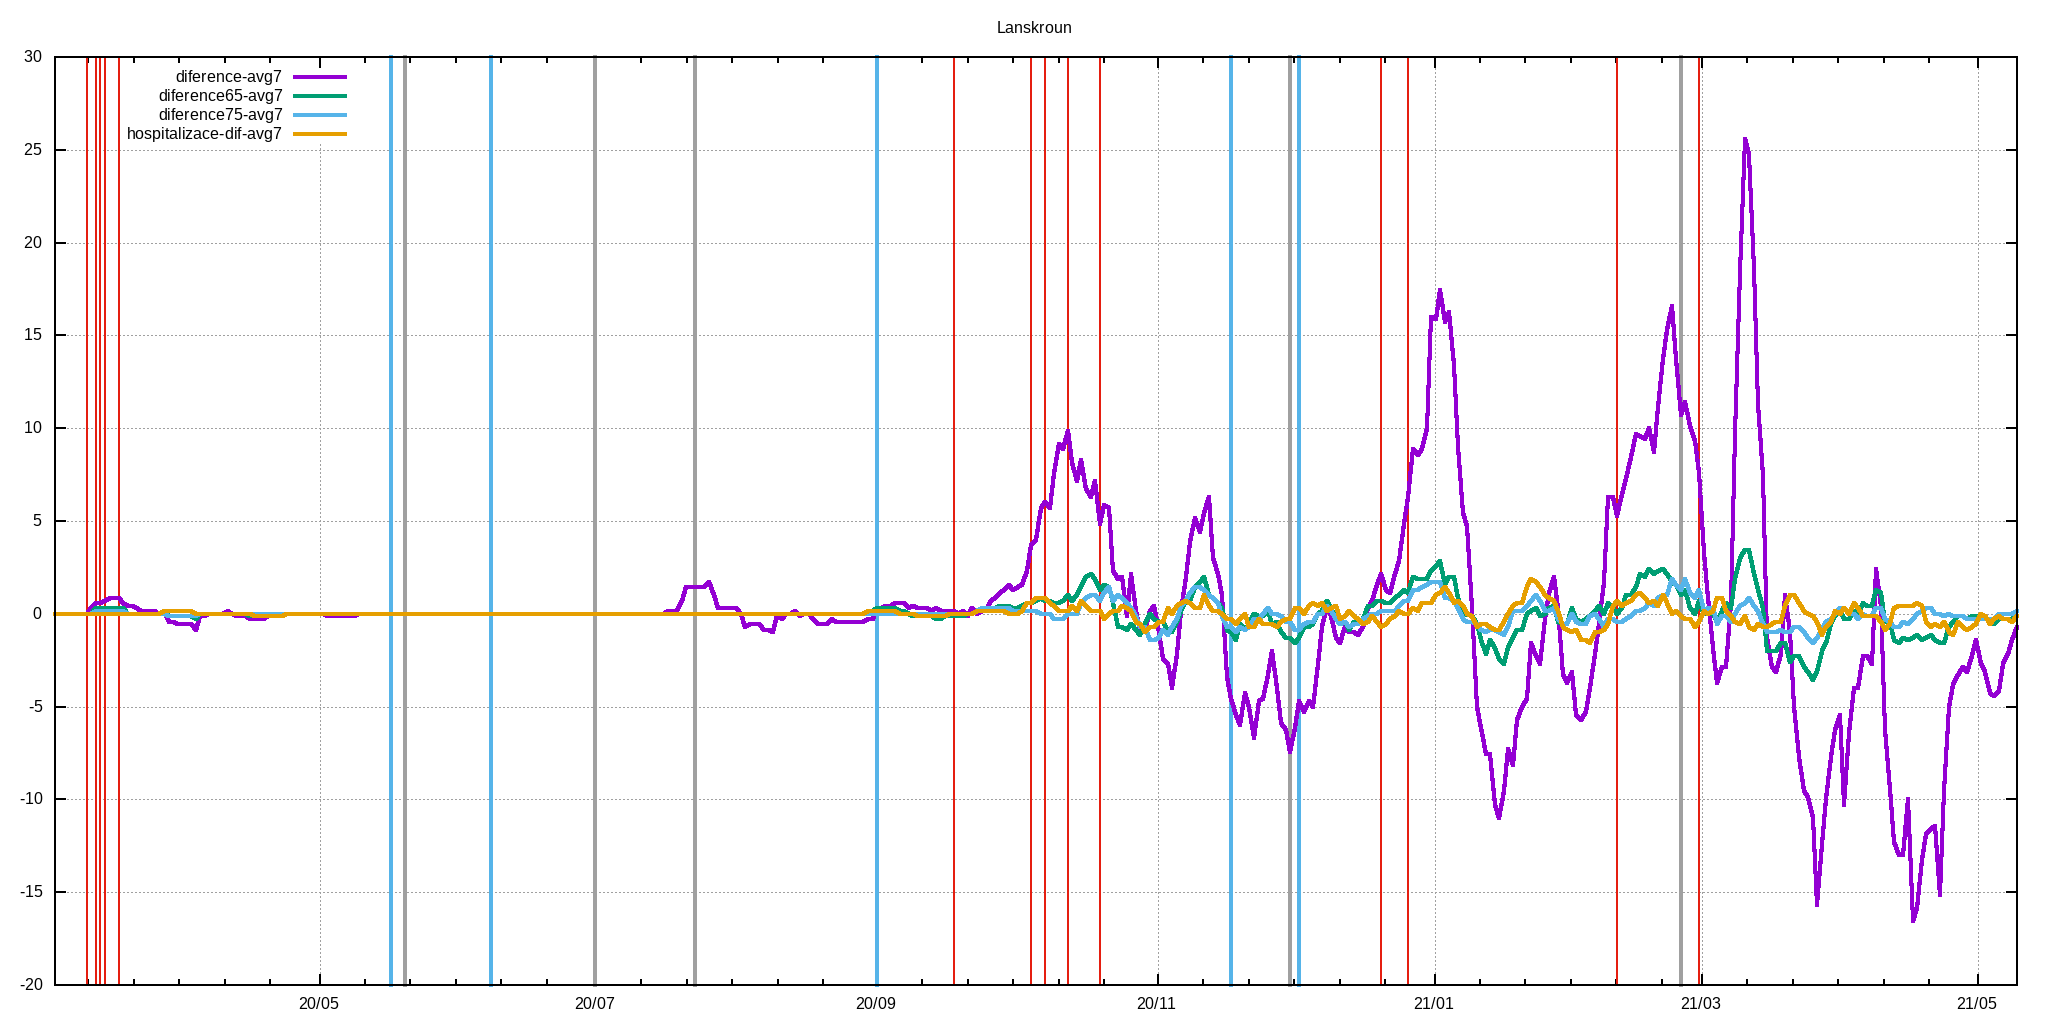 Lanskroun
30
diference-avg7
diference65-avg7
diference75-avg7
hospitalizace-dif-avg7
25
20
15
10
5
0
-5
-10
-15
-20
20/05 20/07 20/09 20/11 21/01 21/03 21/05